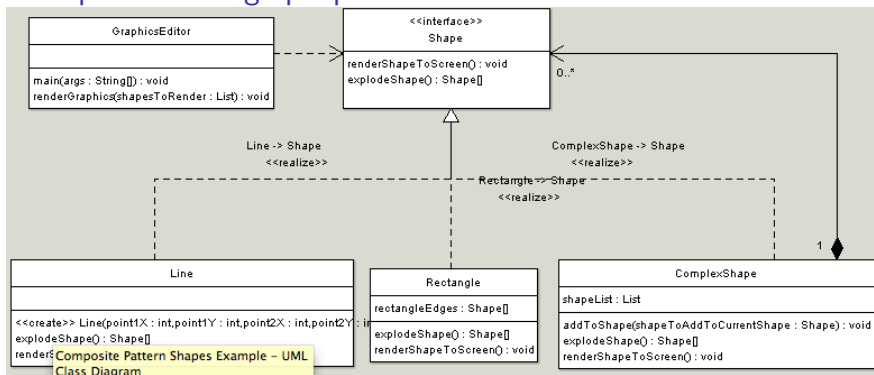 GraphicsEditor
main(args : String[]) : void
renderGraphics(shapesToRender : List) : void
<<interface>>
Shape
renderShapeToScreen() : void
explodeShape() : Shape[]
0..*
Line -> Shape
<<realize>>
ComplexShape -> Shape
<<realize>>
Rectangle -> Shape
<<realize>>
1
Line
<<create>> Line(point1X : int,point1Y : int,point2X : int,point2Y : in
explodeShape() : Shape[]
renderS
Composite Pattern Shapes Example - UML
Class Diagram
Rectangle
rectangleEdges : Shape[]
explodeShape() : Shape[]
renderShapeToScreen() : void
ComplexShape
shapeList : List
addToShape(shapeToAddToCurrentShape : Shape) : void
explodeShape() : Shape[]
renderShapeToScreen() : void